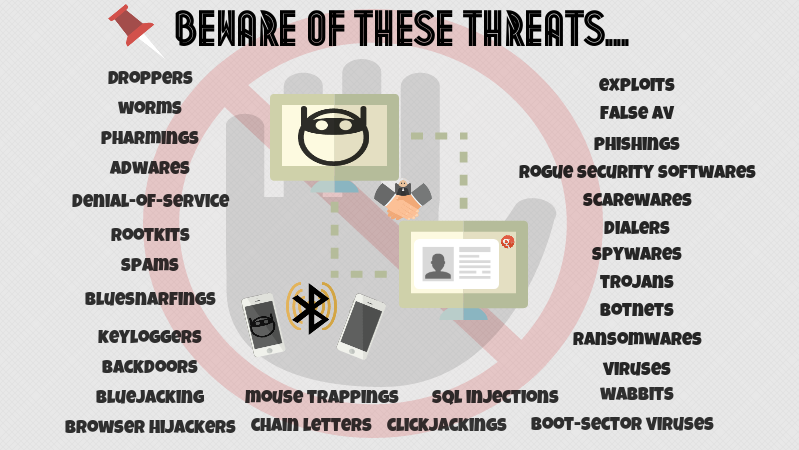 BEWARE OF THESE THREATS....
DROPPERS
WORMS
PHARMINGS
ADWARES
DENIAL-OF-SERVICE
ROOTKITS
SPAMS
BLUESNARFINGS
KEYLOGGERS
BACKDOORS
BLUEJACKING
BROWSER HIJACKERS
MOUSE TRAPPINGS
CHAIN LETTERS
SQL INJECTIONS
CLICKJACKINGS
EXPLOITS
FALSE AV
PHISHINGS
ROGUE SECURITY SOFTWARES
SCAREWARES
DIALERS
SPYWARES
TROJANS
BOTNETS
RANSOMWARES
VIRUSES
WABBITS
BOOT-SECTOR VIRUSES